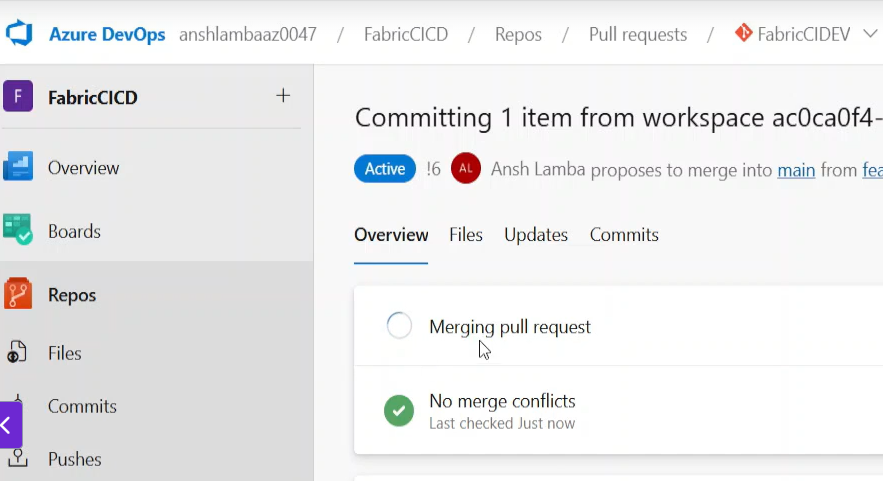 Azure DevOps anshlambaaz0047 / FabricCICD / Repos / Pull requests / FabricCIDEV
F FabricCICD +
Overview
Boards
Repos
Files
Commits
Pushes
Committing 1 item from workspace ac0ca0f4-
Active !6 AL Ansh Lamba proposes to merge into main from fea
Overview Files Updates Commits
Merging pull request
No merge conflicts
Last checked Just now